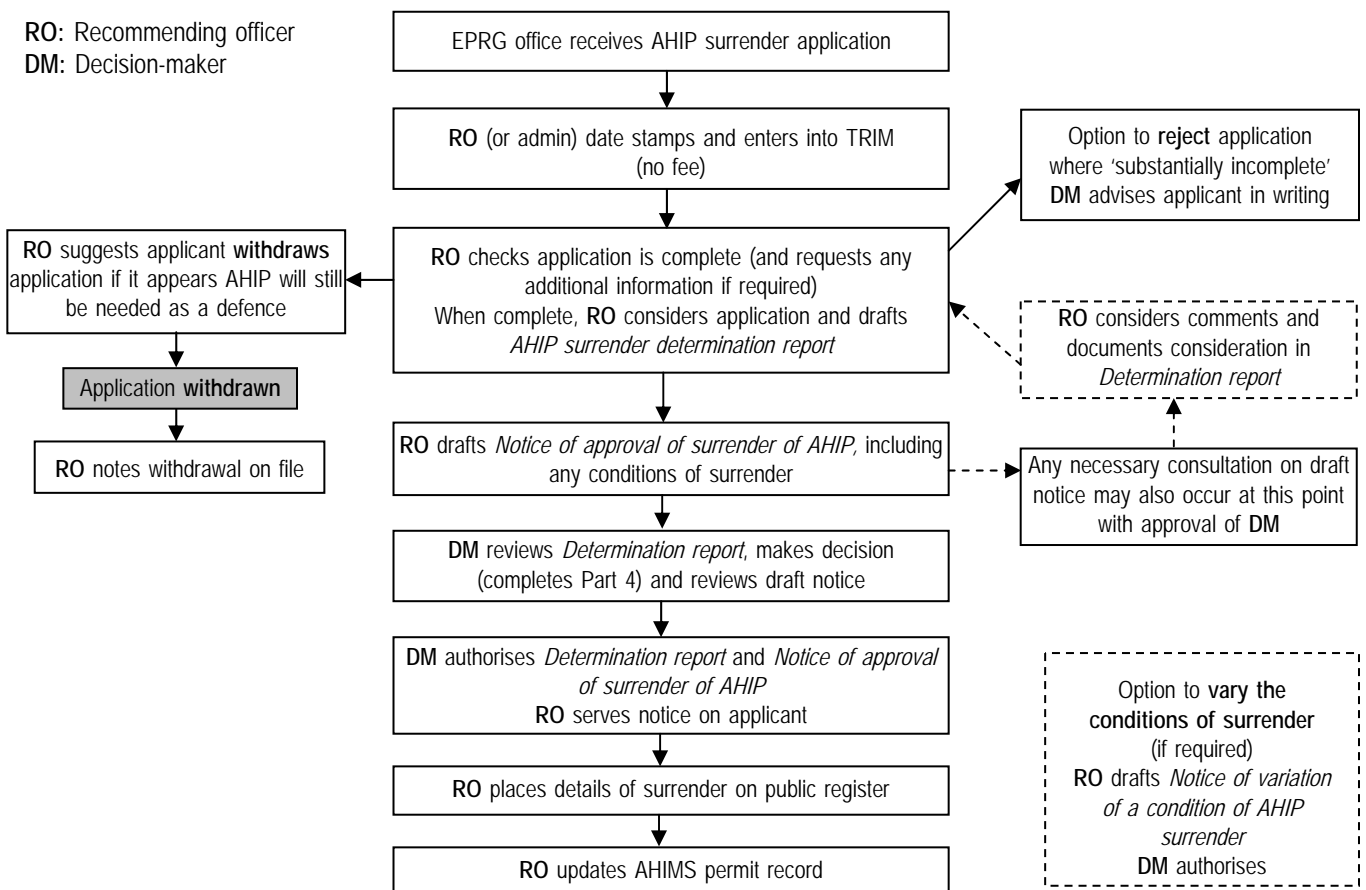 RO: Recommending officer
DM: Decision-maker
EPRG office receives AHIP surrender application
RO (or admin) date stamps and enters into TRIM
(no fee)
Option to reject application
where ‘substantially incomplete’
DM advises applicant in writing
RO suggests applicant withdraws
application if it appears AHIP will still
be needed as a defence
RO checks application is complete (and requests any
additional information if required)
When complete, RO considers application and drafts
AHIP surrender determination report
RO considers comments and
documents consideration in
Determination report
Application withdrawn
RO notes withdrawal on file
RO drafts Notice of approval of surrender of AHIP, including
any conditions of surrender
Any necessary consultation on draft
notice may also occur at this point
with approval of DM
DM reviews Determination report, makes decision
(completes Part 4) and reviews draft notice
DM authorises Determination report and Notice of approval
of surrender of AHIP
RO serves notice on applicant
Option to vary the
conditions of surrender
(if required)
RO drafts Notice of variation
of a condition of AHIP
surrender
DM authorises
RO places details of surrender on public register
RO updates AHIMS permit record